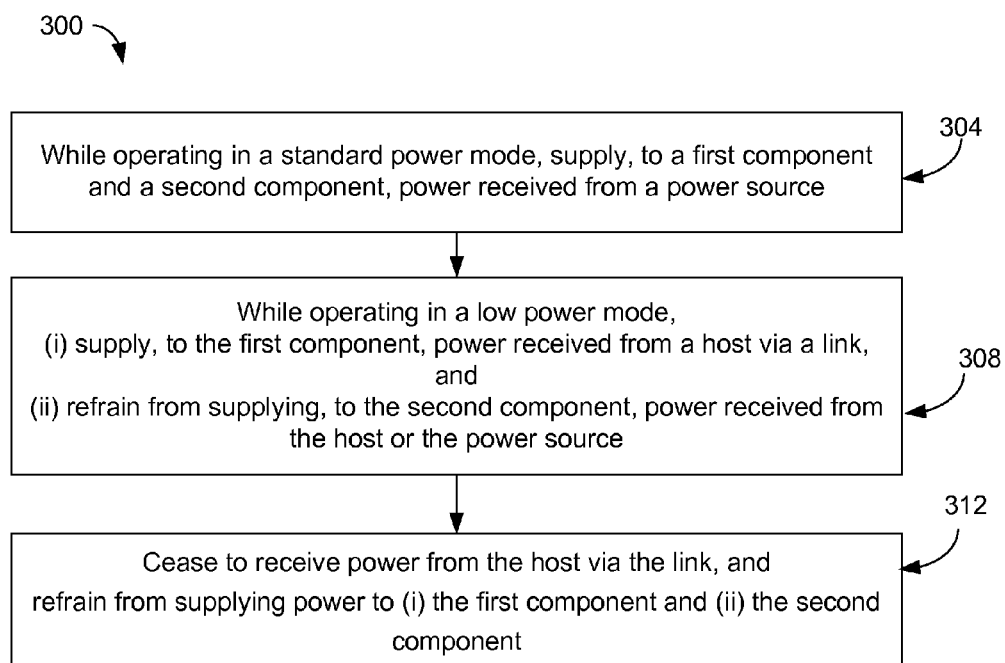 300
304
While operating in a standard power mode, supply, to a first component
and a second component, power received from a power source
While operating in a low power mode,
(i) supply, to the first component, power received from a host via a link,
and
(ii) refrain from supplying, to the second component, power received from
the host or the power source
308
312
Cease to receive power from the host via the link, and
refrain from supplying power to (i) the first component and (ii) the second
component